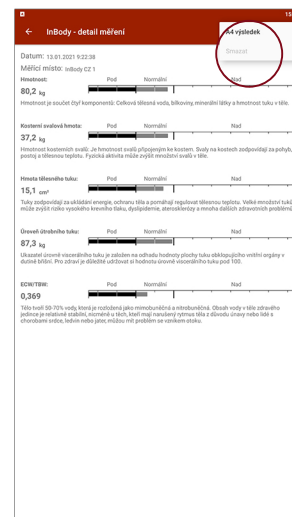 15
InBody - detail měření
A4 výsledek
Smazat
Datum: 13.01.2021 9:22:38
Měřící místo: InBody CZ 1
Hmotnost: Pod Normální Nad
80,2 kg
Hmotnost je součet čtyř komponentů: Celková tělesná voda, bílkoviny, minerální látky a hmotnost tuku v těle.
Kosterní svalová hmota: Pod Normální Nad
37,2 kg
Hmotnost kosterních svalů: Je hmotnost svalů připojeným ke kostem. Svaly na kostech zodpovídají za pohyb,
postoj a tělesnou teplotu. Fyzická aktivita může zvýšit množství svalů v těle.
Hmota tělesného tuku: Pod Normální Nad
15,1 cm²
Tuky zodpovídají za ukládání energie, ochranu těla a pomáhají regulovat tělesnou teplotu. Velké množství tuků
může zvýšit riziko vysokého krevního tlaku, dyslipidemie, aterosklerózy a mnoha dalších zdravotních problémů
Úroveň útrobního tuku: Pod Normální Nad
87,3 kg
Ukazatel úrovně viscerálního tuku je založen na odhadu hodnoty plochy tuku obklopujícího vnitřní orgány v
dutině břišní. Pro zdraví je důležité udržovat si hodnotu úrovně viscerálního tuku pod 100.
ECW/TBW: Pod Normální Nad
0,369
Tělo tvoří 50-70% vody, která je rozložená jako mimobuněčná a nitrobuněčná. Obsah vody v těle zdravého
jedince je relativně stabilní, nicméně u těch, kteří mají narušený rytmus těla z důvodu únavy nebo lidé s
chorobami srdce, ledvin nebo jater, můžou mít problém se vznikem otoku.